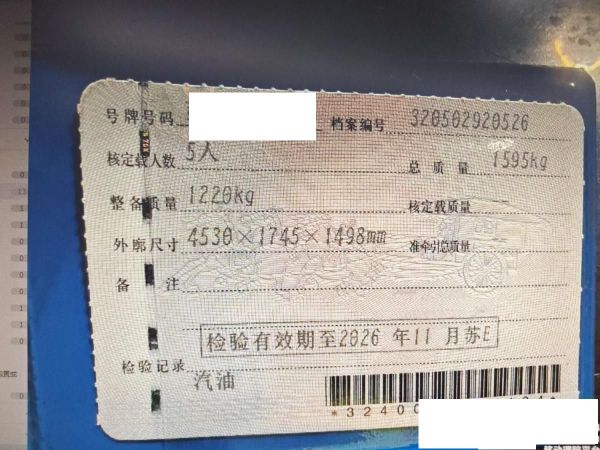 号牌号码 档案编号 320502920526
核定载人数 5人 总质量 1595kg
整备质量 1220kg 核定载质量
外廓尺寸 4530×1745×1498mm 准牵引总质量
备注
检验有效期至2026年11月苏E
检验记录
汽油
*32400